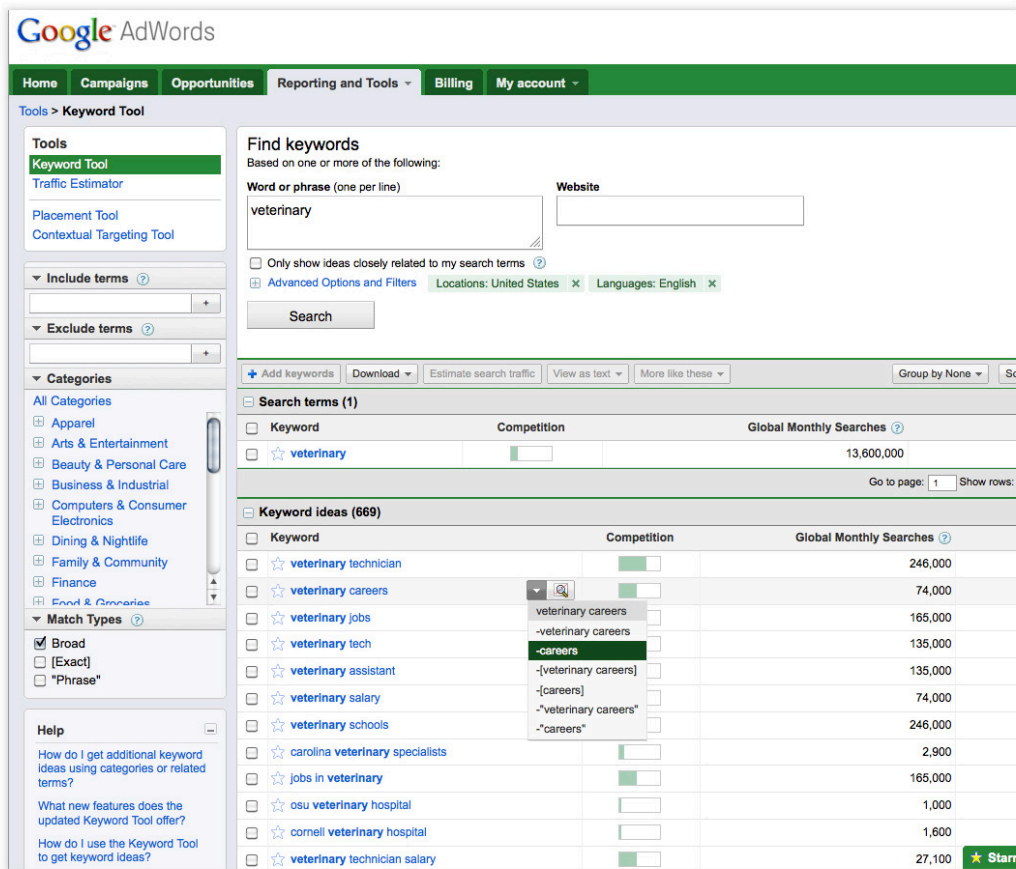 Google AdWords
Home Campaigns Opportunities Reporting and Tools Billing My account
Tools > Keyword Tool
Tools
Keyword Tool
Traffic Estimator
Placement Tool
Contextual Targeting Tool
Include terms ?
+
Exclude terms ?
+
Categories
All Categories
Apparel
Arts & Entertainment
Beauty & Personal Care
Business & Industrial
Computers & Consumer
Electronics
Dining & Nightlife
Family & Community
Finance
Food & Groceries
Match Types ?
Broad
[Exact]
"Phrase"
Help
How do I get additional keyword
ideas using categories or related
terms?
What new features does the
updated Keyword Tool offer?
How do I use the Keyword Tool
to get keyword ideas?
Find keywords
Based on one or more of the following:
Word or phrase (one per line) Website
veterinary
Only show ideas closely related to my search terms ?
Advanced Options and Filters Locations: United States × Languages: English ×
Search
+ Add keywords Download Estimate search traffic View as text More like these Group by None
Search terms (1)
Keyword Competition Global Monthly Searches ?
veterinary 13,600,000
Go to page: 1 Show rows:
Keyword ideas (669)
Keyword Competition Global Monthly Searches ?
veterinary technician 246,000
veterinary careers 74,000
veterinary jobs 165,000
veterinary tech 135,000
veterinary assistant 135,000
veterinary salary 74,000
veterinary schools 246,000
carolina veterinary specialists 2,900
jobs in veterinary 165,000
osu veterinary hospital 1,000
cornell veterinary hospital 1,600
veterinary technician salary 27,100
veterinary careers
-veterinary careers
-careers
-[veterinary careers]
-[careers]
-"veterinary careers"
-"careers"